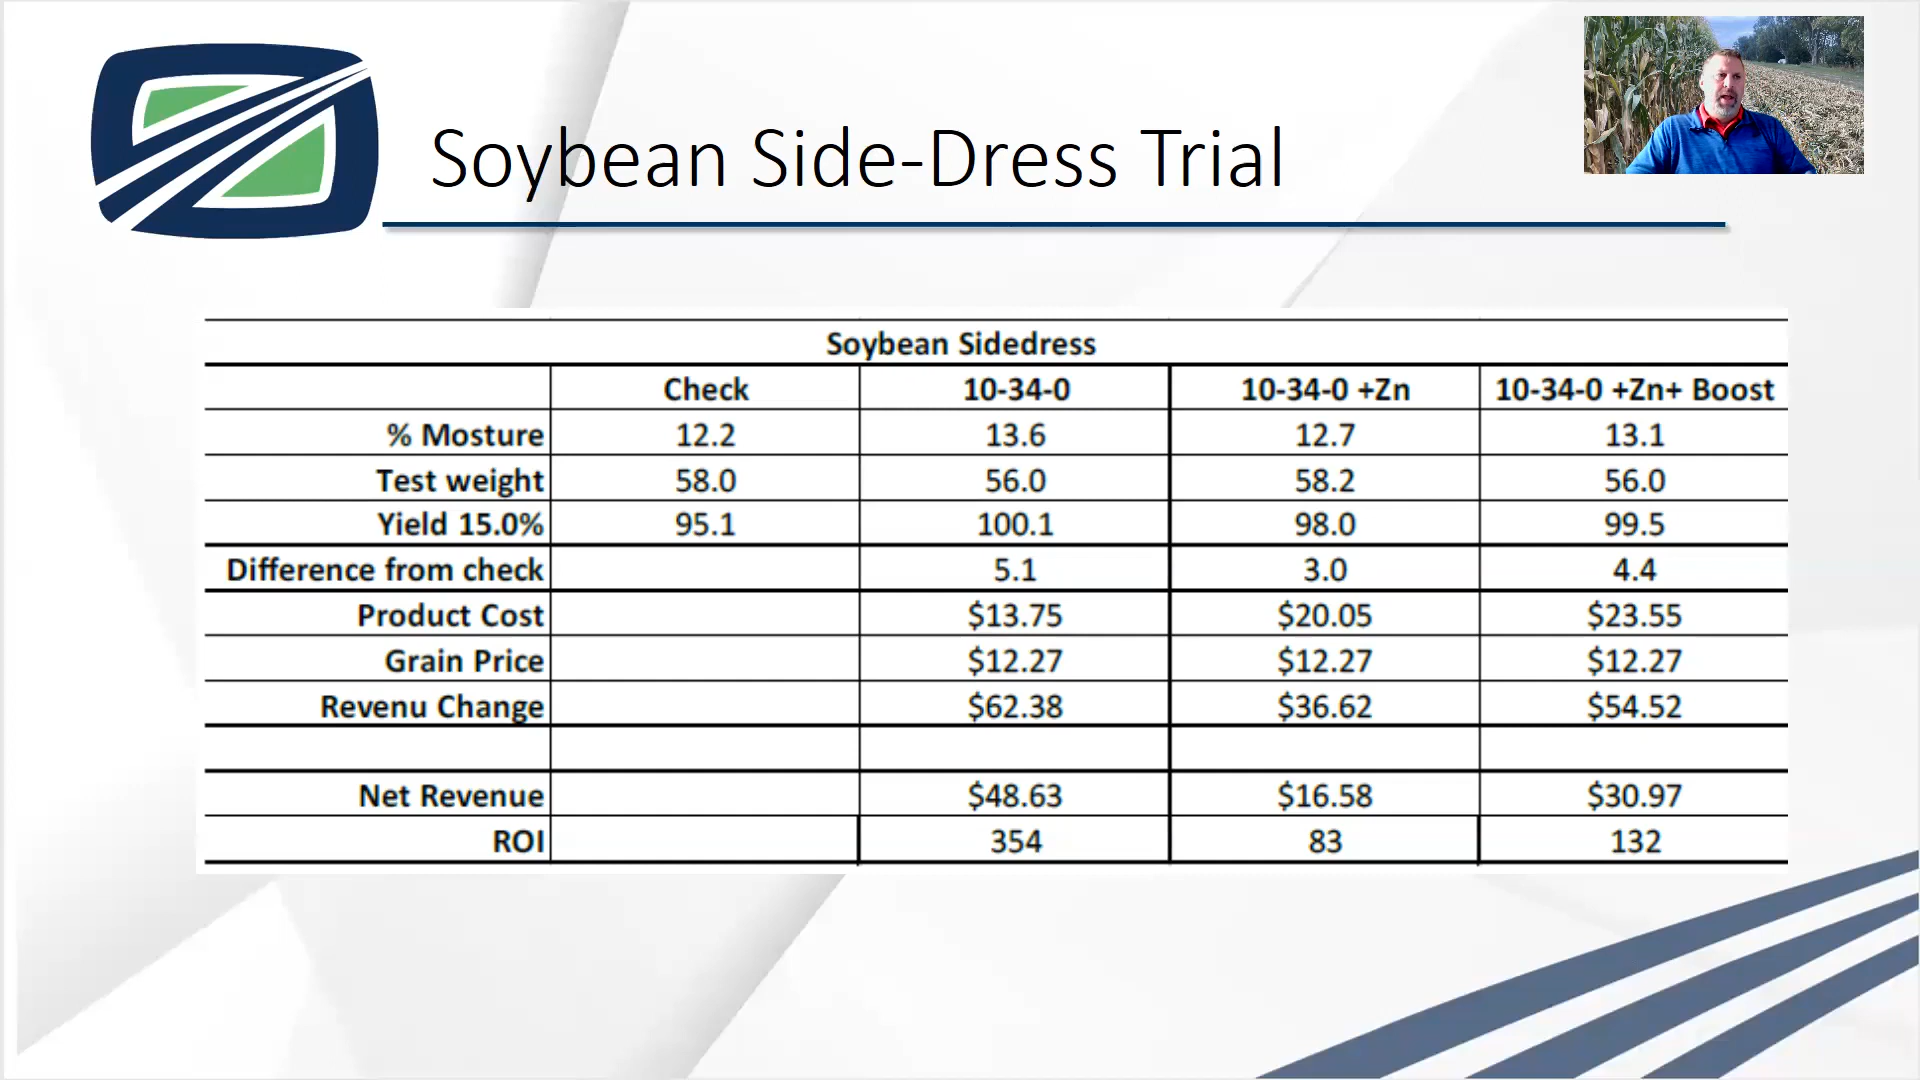 Soybean Side-Dress Trial
Soybean Sidedress
Check 10-34-0 10-34-0 +Zn 10-34-0 +Zn+ Boost
% Mosture 12.2 13.6 12.7 13.1
Test weight 58.0 56.0 58.2 56.0
Yield 15.0% 95.1 100.1 98.0 99.5
Difference from check 5.1 3.0 4.4
Product Cost $13.75 $20.05 $23.55
Grain Price $12.27 $12.27 $12.27
Revenu Change $62.38 $36.62 $54.52
Net Revenue $48.63 $16.58 $30.97
ROI 354 83 132